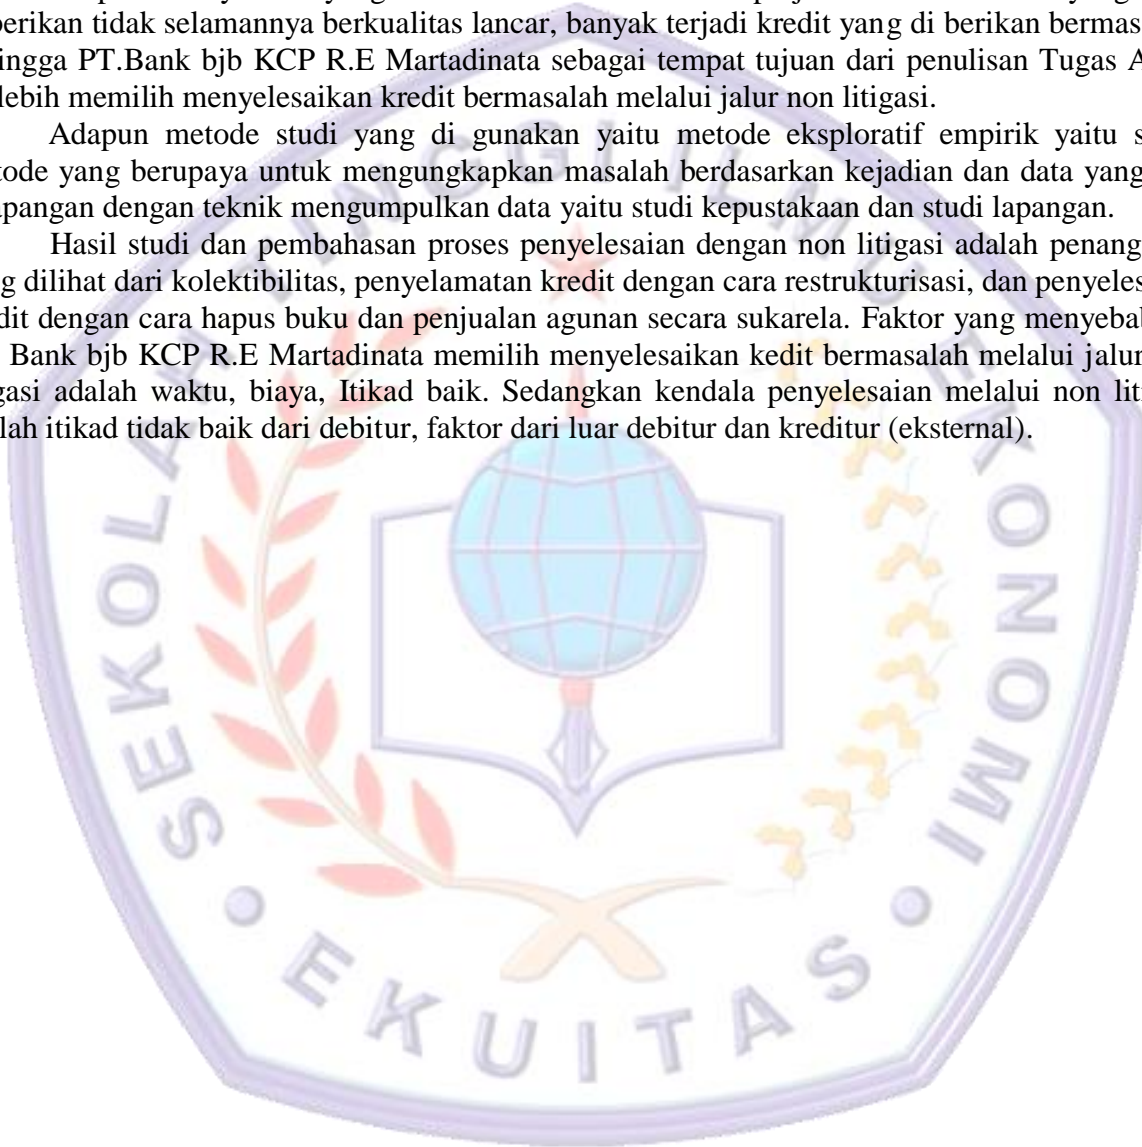 berikan tidak selamannya berkualitas lancar, banyak terjadi kredit yang di berikan
ingga PT.Bank bjb KCP R.E Martadinata sebagai tempat tujuan dari penulisan Tugas A
lebih memilih menyelesaikan kredit bermasalah melalui jalur non litigasi.
Adapun metode studi yang di gunakan yaitu metode eksploratif empirik yaitu s
tode yang berupaya untuk mengungkapkan masalah berdasarkan kejadian dan data yang
apangan dengan teknik mengumpulkan data yaitu studi kepustakaan dan studi lapangan.
Hasil studi dan pembahasan proses penyelesaian dengan non litigasi adalah penang
g dilihat dari kolektibilitas, penyelamatan kredit dengan cara restrukturisasi, dan penyeles
dit dengan cara hapus buku dan penjualan agunan secara sukarela. Faktor yang menyebab
Bank bjb KCP R.E Martadinata memilih menyelesaikan kedit bermasalah melalui jalur
gasi adalah waktu, biaya, Itikad baik. Sedangkan kendala penyelesaian melalui non liti
lah itikad tidak baik dari debitur, faktor dari luar debitur dan kreditur (eksternal).
SEKOLAH TINGGI ILMU EKONOMI
• EKUITAS •